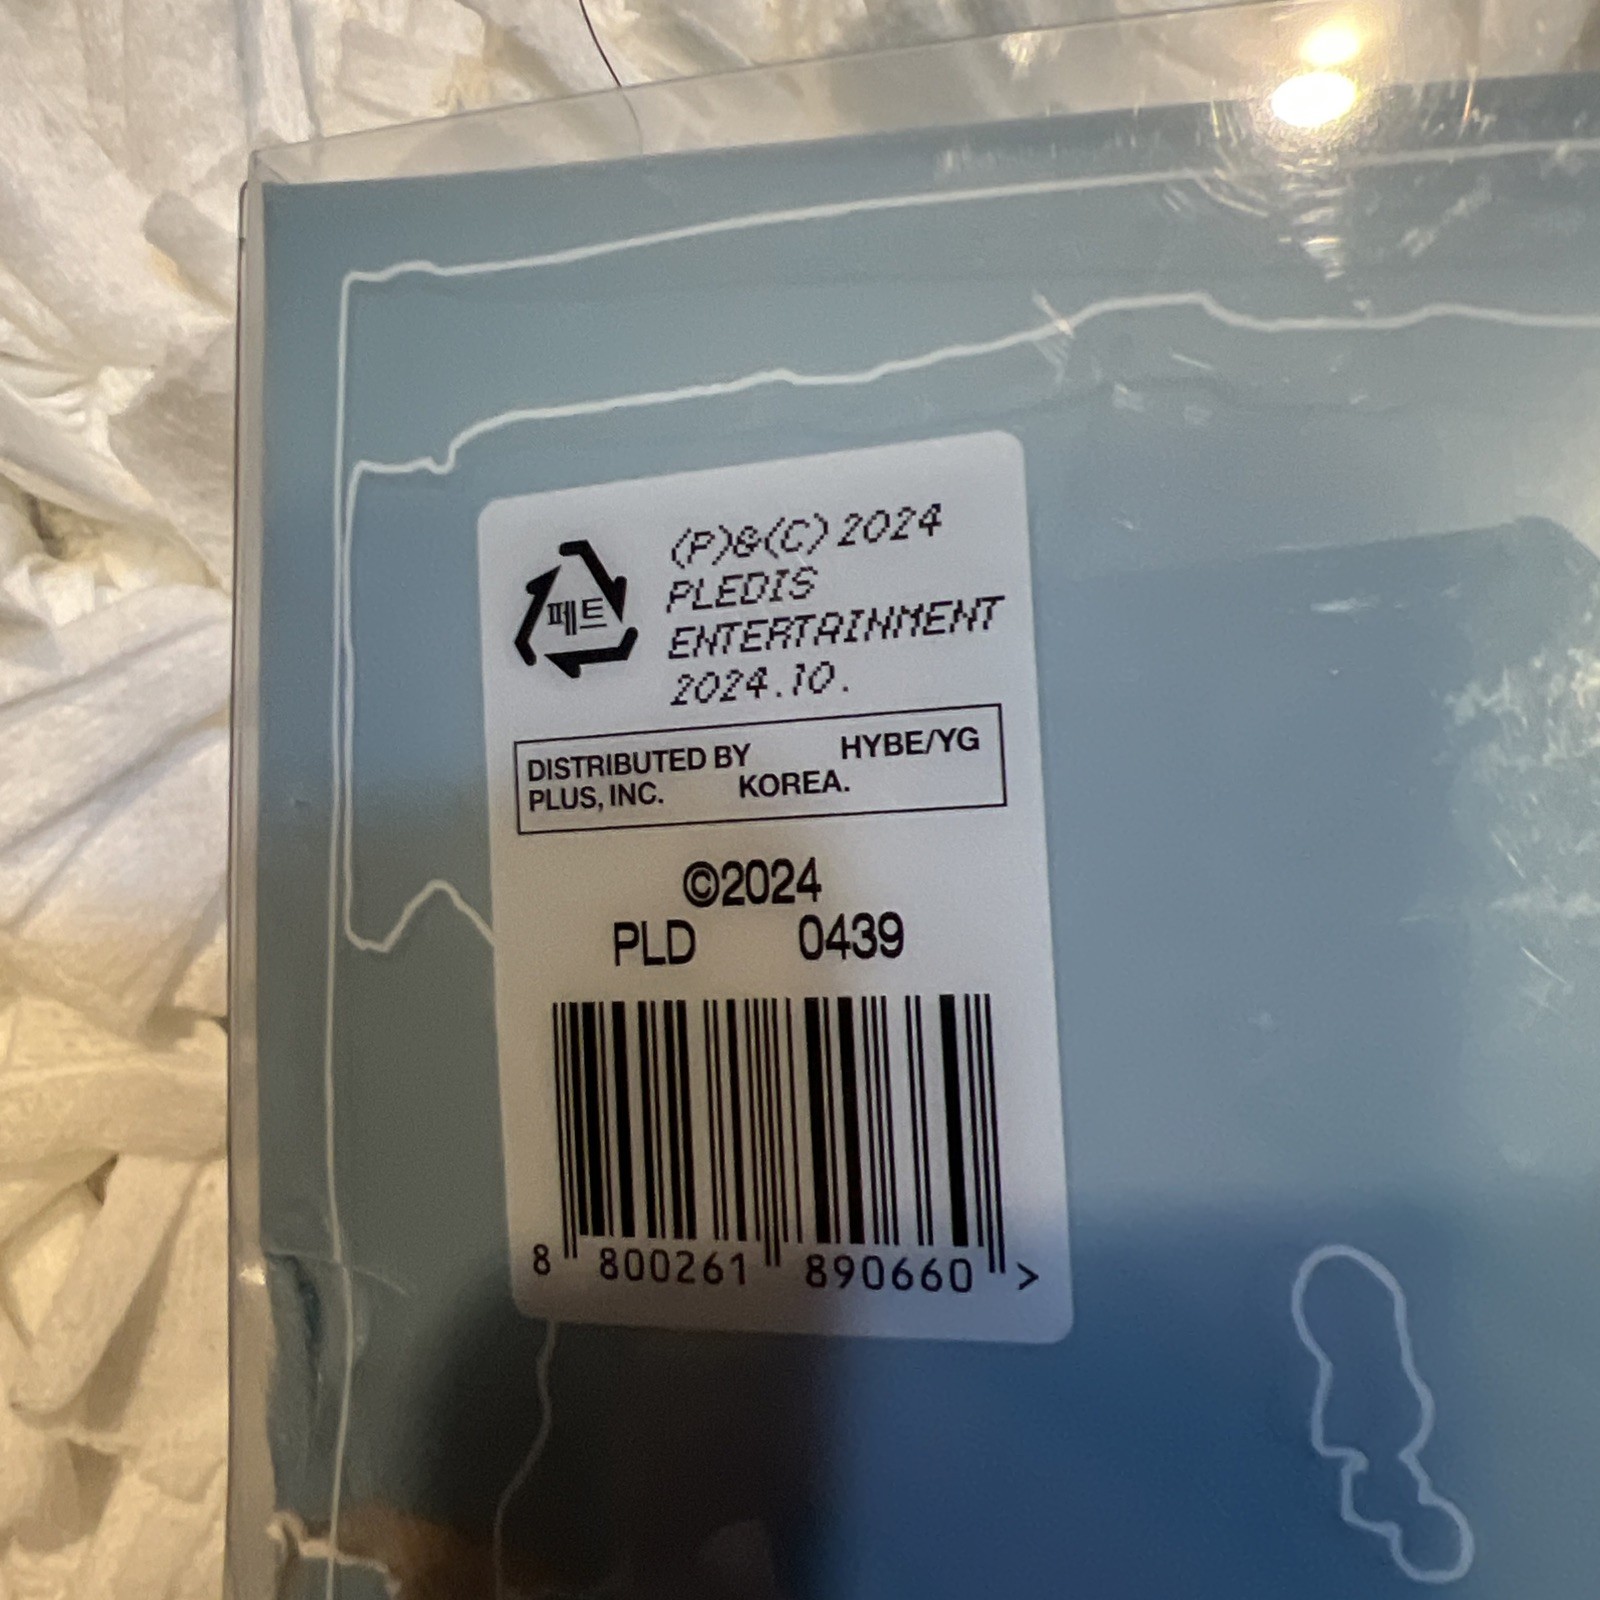 페트
(P)&(C) 2024
PLEDIS
ENTERTAINMENT
2024.10.
DISTRIBUTED BY HYBE/YG
PLUS, INC. KOREA.
©2024
PLD 0439
8 800261 890660 >